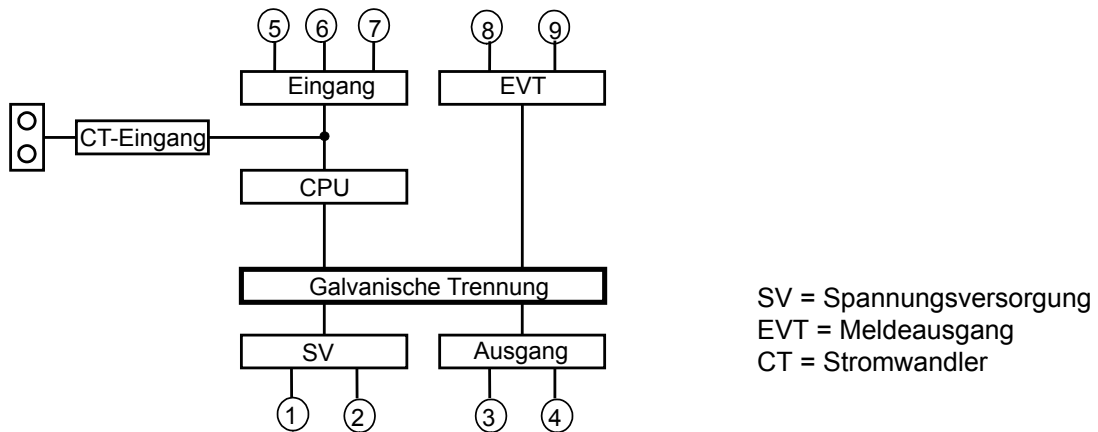 5 6 7 8 9
Eingang EVT
CT-Eingang
CPU
Galvanische Trennung
SV = Spannungsversorgung
EVT = Meldeausgang
SV Ausgang
CT = Stromwandler
1 2 3 4